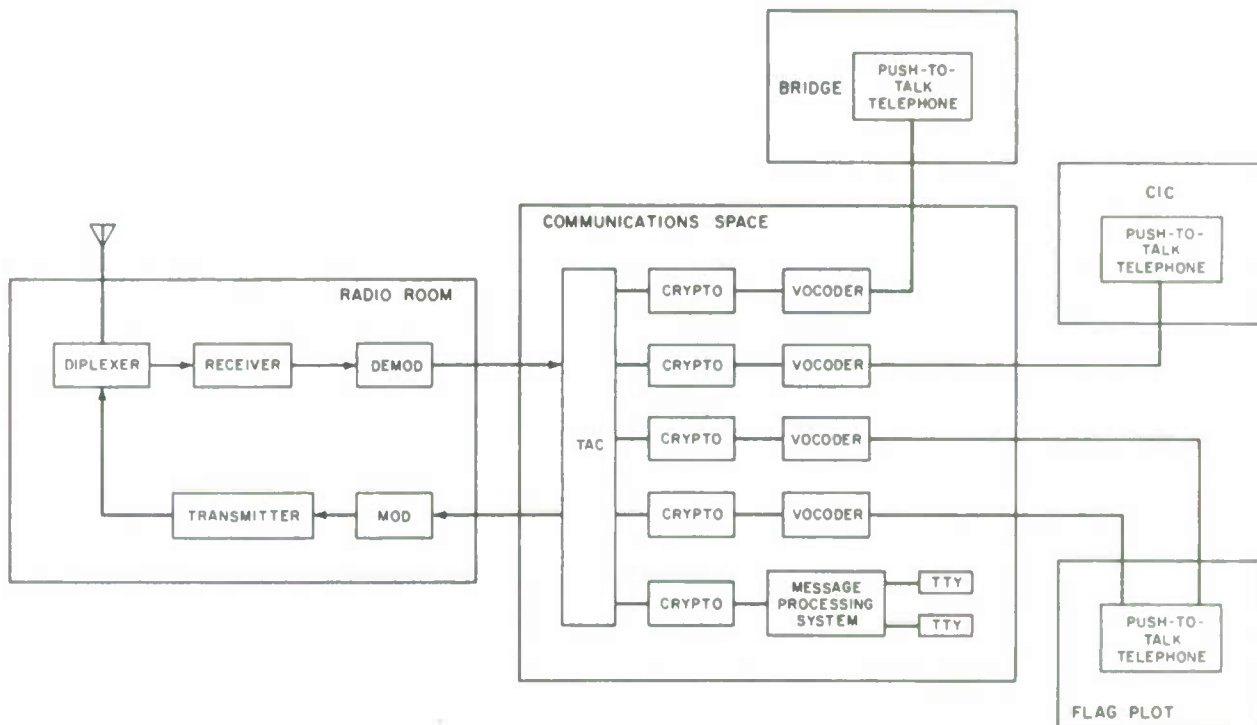 BRIDGE
PUSH-TO-
TALK
TELEPHONE
CIC
PUSH-TO-
TALK
TELEPHONE
COMMUNICATIONS SPACE
RADIO ROOM
DIPLEXER
RECEIVER
DEMOD
TRANSMITTER
MOD
TAC
CRYPTO
VOCODER
CRYPTO
VOCODER
CRYPTO
VOCODER
CRYPTO
VOCODER
CRYPTO
MESSAGE
PROCESSING
SYSTEM
TTY
TTY
PUSH-TO-
TALK
TELEPHONE
FLAG PLOT